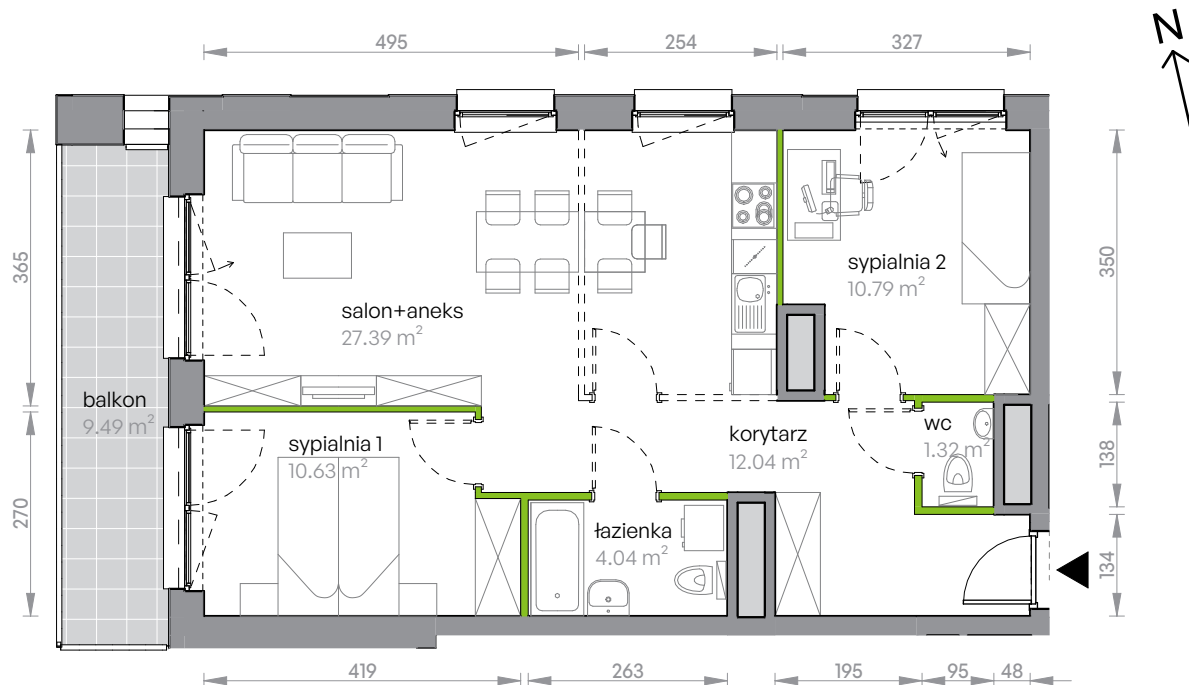 495
254
327
N
365
350
sypialnia 2
10.79 m²
salon+aneks
27.39 m²
balkon
9.49 m²
sypialnia 1
10.63 m²
korytarz
12.04 m²
wc
1.32 m²
138
270
łazienka
4.04 m²
134
419
263
195
95
48